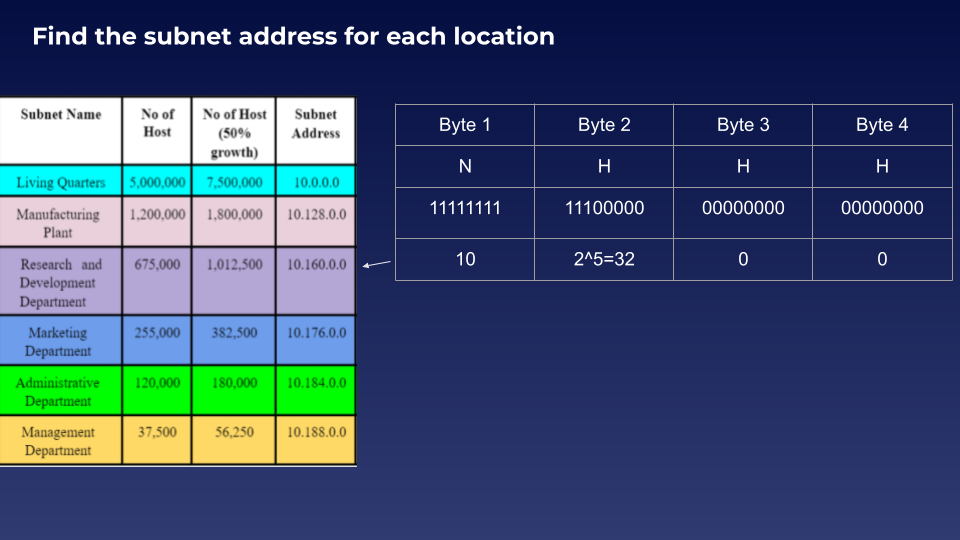 Find the subnet address for each location
Subnet Name No of Host No of Host (50% growth) Subnet Address
Living Quarters 5,000,000 7,500,000 10.0.0.0
Manufacturing Plant 1,200,000 1,800,000 10.128.0.0
Research and Development Department 675,000 1,012,500 10.160.0.0
Marketing Department 255,000 382,500 10.176.0.0
Administrative Department 120,000 180,000 10.184.0.0
Management Department 37,500 56,250 10.188.0.0
Byte 1 Byte 2 Byte 3 Byte 4
N H H H
11111111 11100000 00000000 00000000
10 2^5=32 0 0